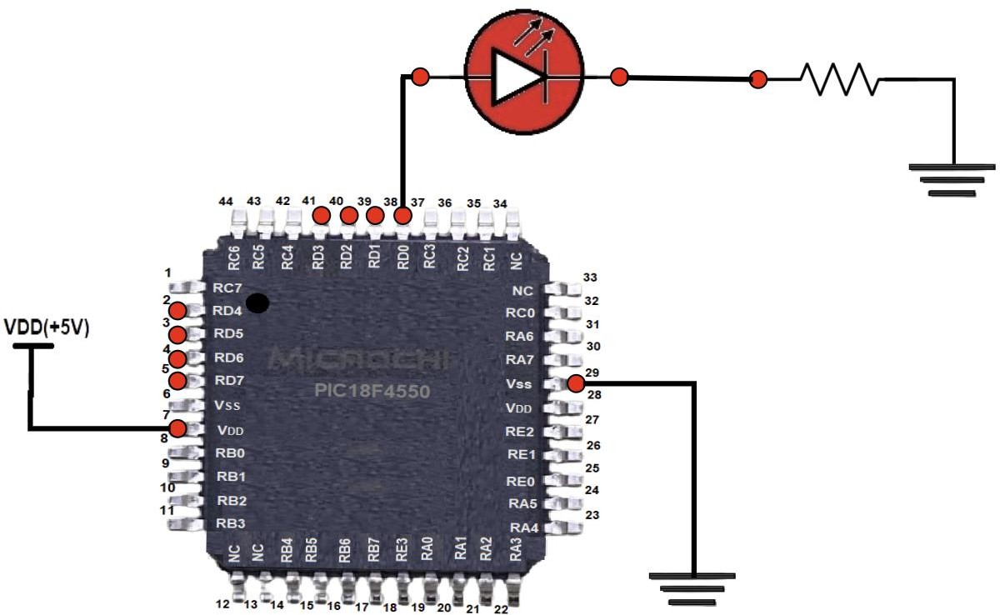 44 43 42 41 40 39 38 37 36 35 34
RC6 RC5 RC4 RD3 RD2 RD1 RD0 RC3 RC2 RC1 NC
1 RC7
2 RD4
3 RD5
4 RD6
5 RD7
6 Vss
7 VDD
8 RB0
9 RB1
10 RB2
11 RB3
VDD(+5V)
MICROCHI
PIC18F4550
NC 33
RC0 32
RA6 31
RA7 30
Vss 29
VDD 28
RE2 27
RE1 26
RE0 25
RA5 24
RA4 23
NC NC RB4 RB5 RB6 RB7 RE3 RA0 RA1 RA2 RA3
12 13 14 15 16 17 18 19 20 21 22